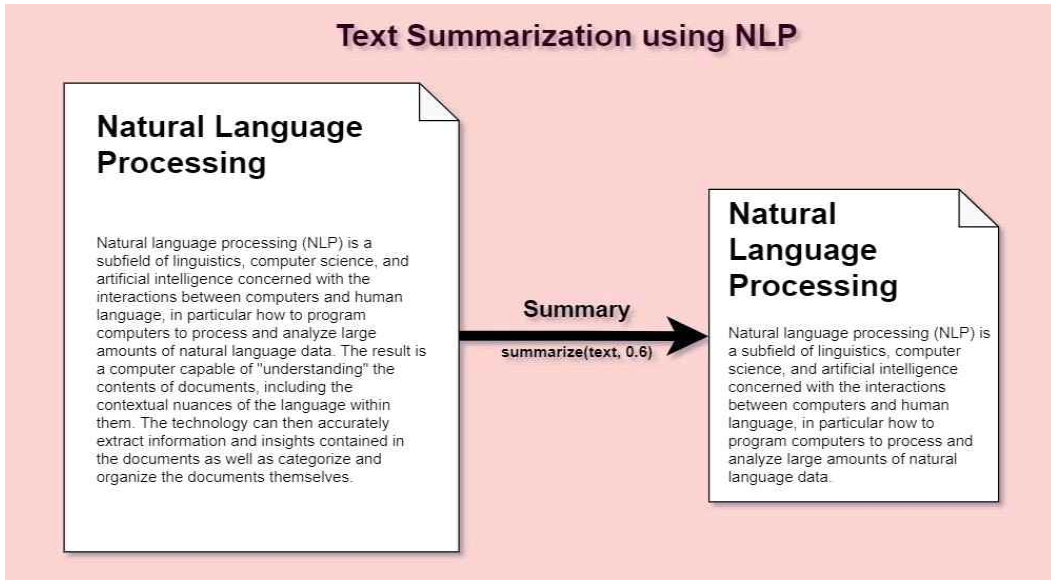 Text Summarization using NLP
Natural Language
Processing
Natural language processing (NLP) is a
subfield of linguistics, computer science, and
artificial intelligence concerned with the
interactions between computers and human
language, in particular how to program
computers to process and analyze large
amounts of natural language data. The result is
a computer capable of "understanding" the
contents of documents, including the
contextual nuances of the language within
them. The technology can then accurately
extract information and insights contained in
the documents as well as categorize and
organize the documents themselves.
Summary
summarize(text, 0.6)
Natural
Language
Processing
Natural language processing (NLP) is
a subfield of linguistics, computer
science, and artificial intelligence
concerned with the interactions
between computers and human
language, in particular how to
program computers to process and
analyze large amounts of natural
language data.